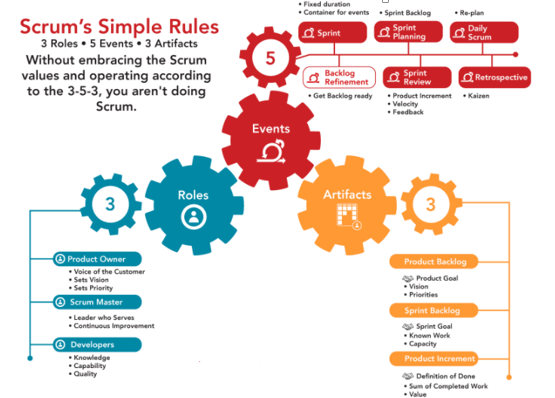 Scrum's Simple Rules
3 Roles • 5 Events • 3 Artifacts
Without embracing the Scrum
values and operating according
to the 3-5-3, you aren't doing
Scrum.
5
• Fixed duration
• Container for events
Sprint
• Sprint Backlog
Sprint
Planning
• Re-plan
Daily
Scrum
Backlog
Refinement
• Get Backlog ready
Sprint
Review
• Product Increment
• Velocity
• Feedback
Retrospective
• Kaizen
Events
3
Roles
Artifacts
3
Product Owner
• Voice of the Customer
• Sets Vision
• Sets Priority
Scrum Master
• Leader who Serves
• Continuous Improvement
Developers
• Knowledge
• Capability
• Quality
Product Backlog
Product Goal
• Vision
• Priorities
Sprint Backlog
Sprint Goal
• Known Work
• Capacity
Product Increment
Definition of Done
• Sum of Completed Work
• Value